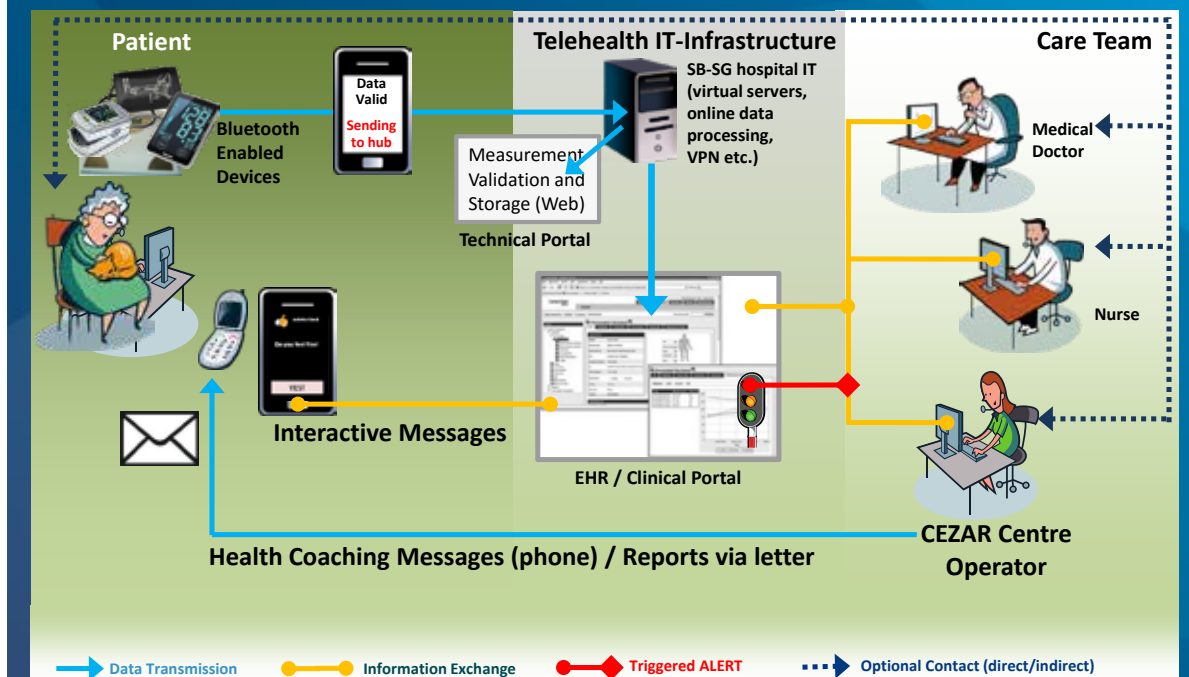 Patient
Telehealth IT-Infrastructure
Care Team
SB-SG hospital IT
(virtual servers,
online data
processing,
VPN etc.)
Data
Valid
Sending
to hub
Bluetooth
Enabled
Devices
Medical
Doctor
Measurement
Validation and
Storage (Web)
Technical Portal
Nurse
YES!
Interactive Messages
EHR / Clinical Portal
CEZAR Centre
Operator
Health Coaching Messages (phone) / Reports via letter
Data Transmission
Information Exchange
Triggered ALERT
Optional Contact (direct/indirect)